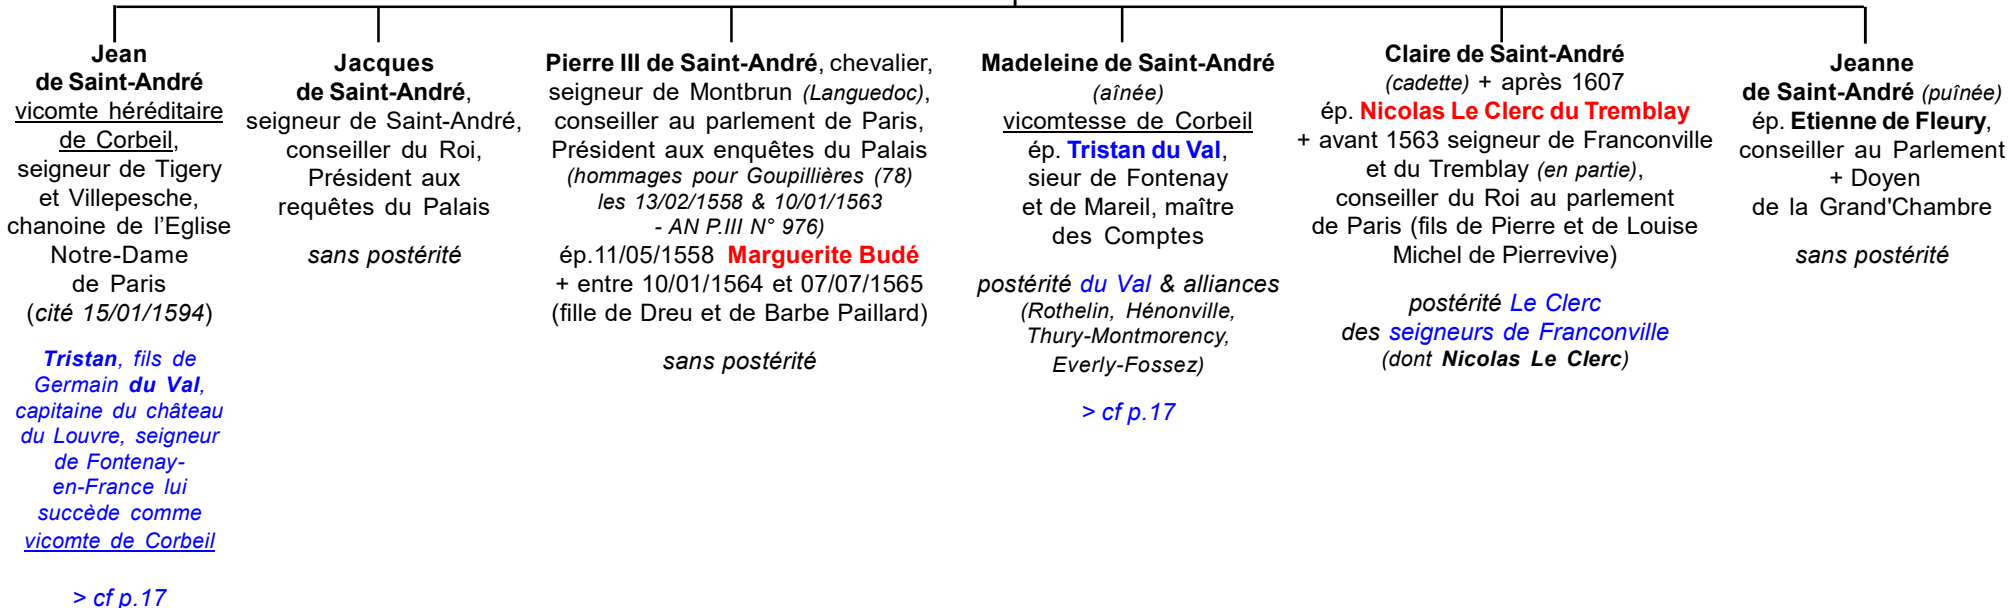 Jean
de Saint-André
vicomte héréditaire
de Corbeil,
seigneur de Tigery
et Villepesche,
chanoine de l'Eglise
Notre-Dame
de Paris
(cité 15/01/1594)
Tristan, fils de
Germain du Val,
capitaine du château
du Louvre, seigneur
de Fontenay-
en-France lui
succède comme
vicomte de Corbeil
> cf p.17
Jacques
de Saint-André,
seigneur de Saint-André,
conseiller du Roi,
Président aux
requêtes du Palais
sans postérité
Pierre III de Saint-André, chevalier,
seigneur de Montbrun (Languedoc),
conseiller au parlement de Paris,
Président aux enquêtes du Palais
(hommages pour Goupillières (78)
les 13/02/1558 & 10/01/1563
- AN P.III N° 976)
ép.11/05/1558 Marguerite Budé
+ entre 10/01/1564 et 07/07/1565
(fille de Dreu et de Barbe Paillard)
sans postérité
Madeleine de Saint-André
(aînée)
vicomtesse de Corbeil
ép. Tristan du Val,
sieur de Fontenay
et de Mareil, maître
des Comptes
postérité du Val & alliances
(Rothelin, Hénonville,
Thury-Montmorency,
Everly-Fossez)
> cf p.17
Claire de Saint-André
(cadette) + après 1607
ép. Nicolas Le Clerc du Tremblay
+ avant 1563 seigneur de Franconville
et du Tremblay (en partie),
conseiller du Roi au parlement
de Paris (fils de Pierre et de Louise
Michel de Pierrevive)
postérité Le Clerc
des seigneurs de Franconville
(dont Nicolas Le Clerc)
Jeanne
de Saint-André (puînée)
ép. Etienne de Fleury,
conseiller au Parlement
+ Doyen
de la Grand'Chambre
sans postérité